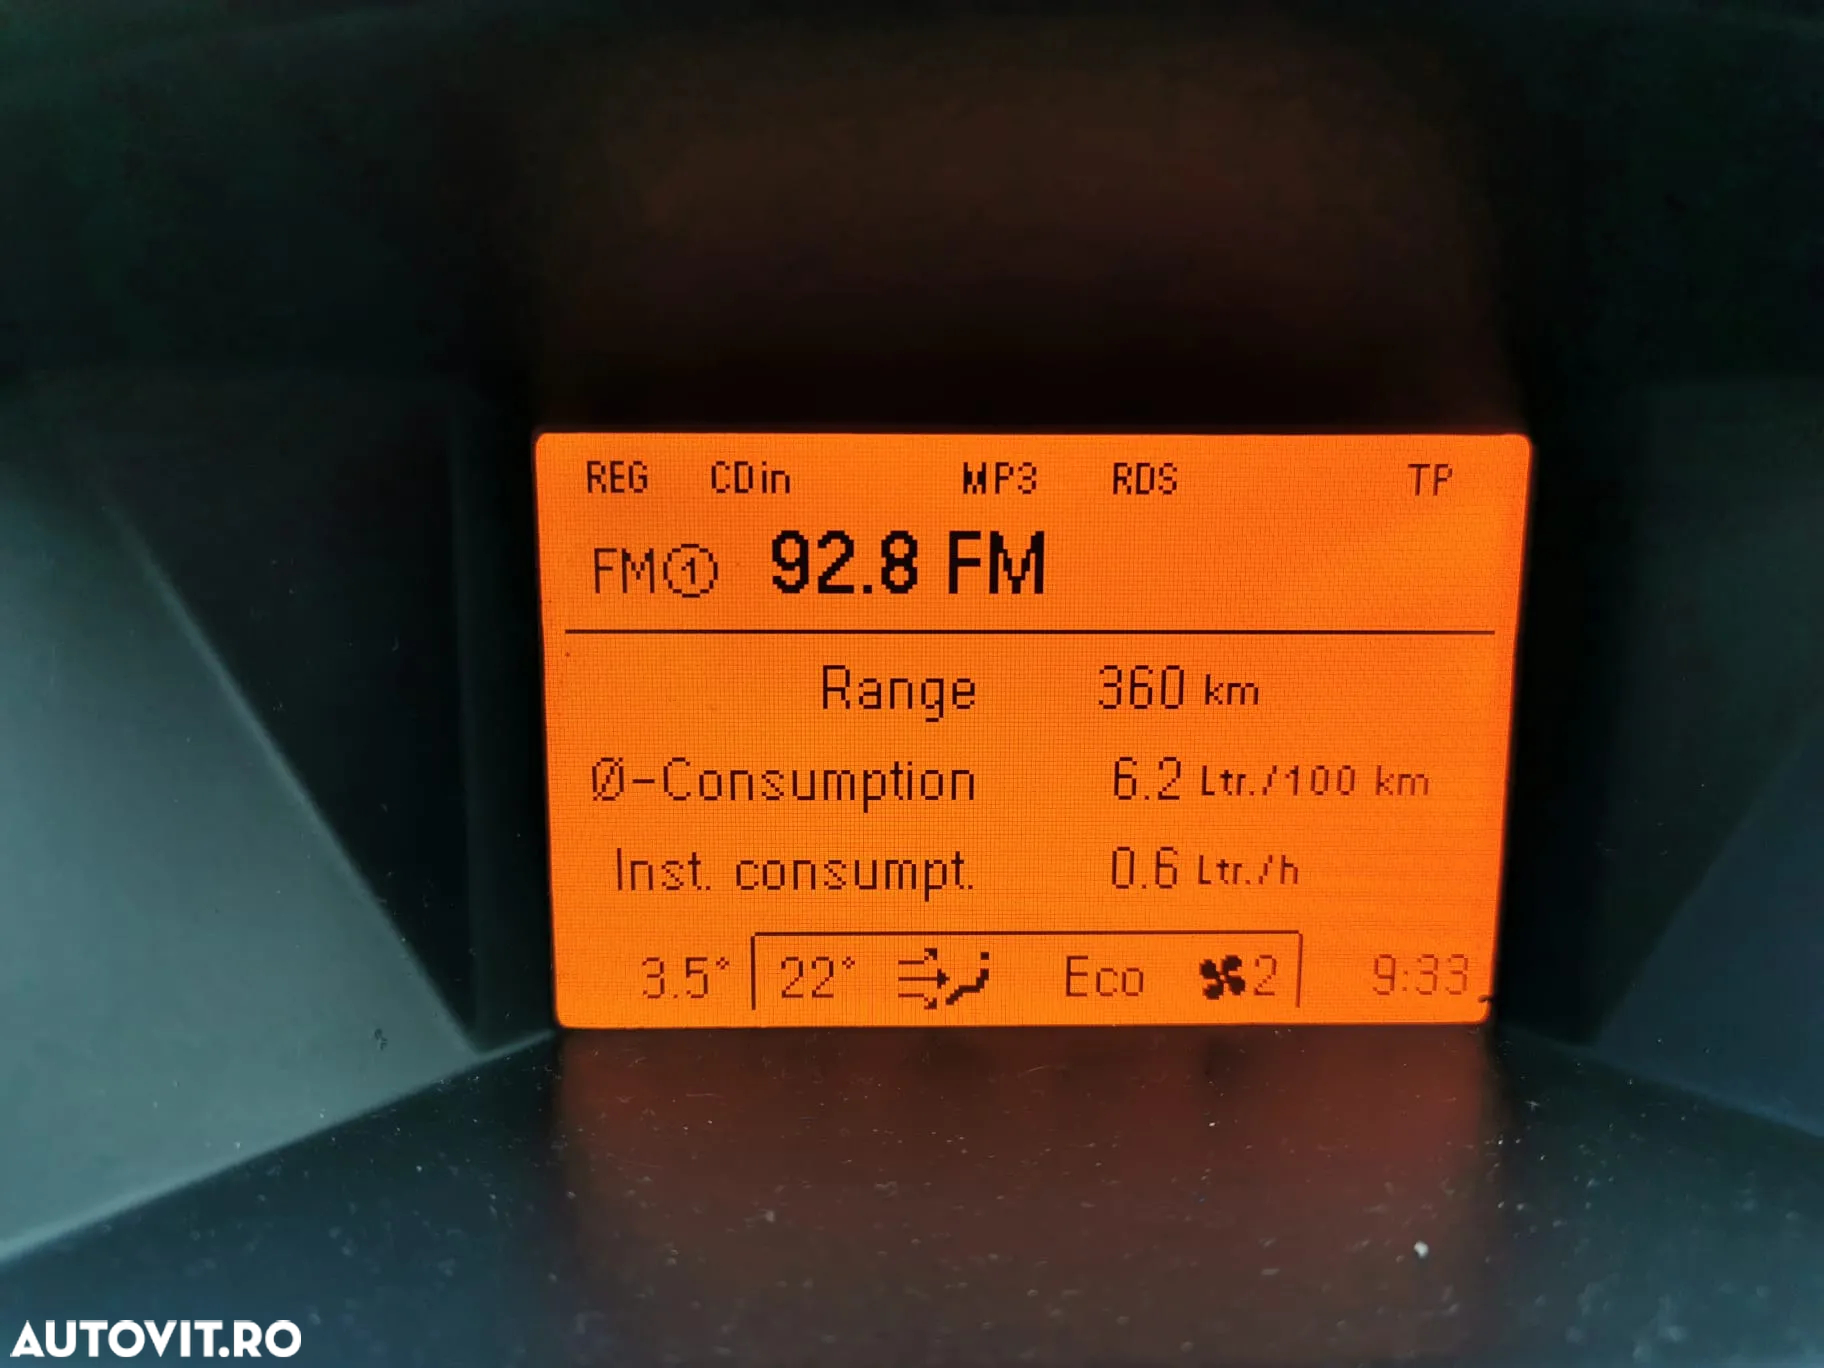 REG CDin MP3 RDS TP
FM① 92.8 FM
Range 360 km
Ø-Consumption 6.2 Ltr./100 km
Inst. consumpt. 0.6 Ltr./h
3.5° 22° Eco 2 9:33
AUTOVIT.RO